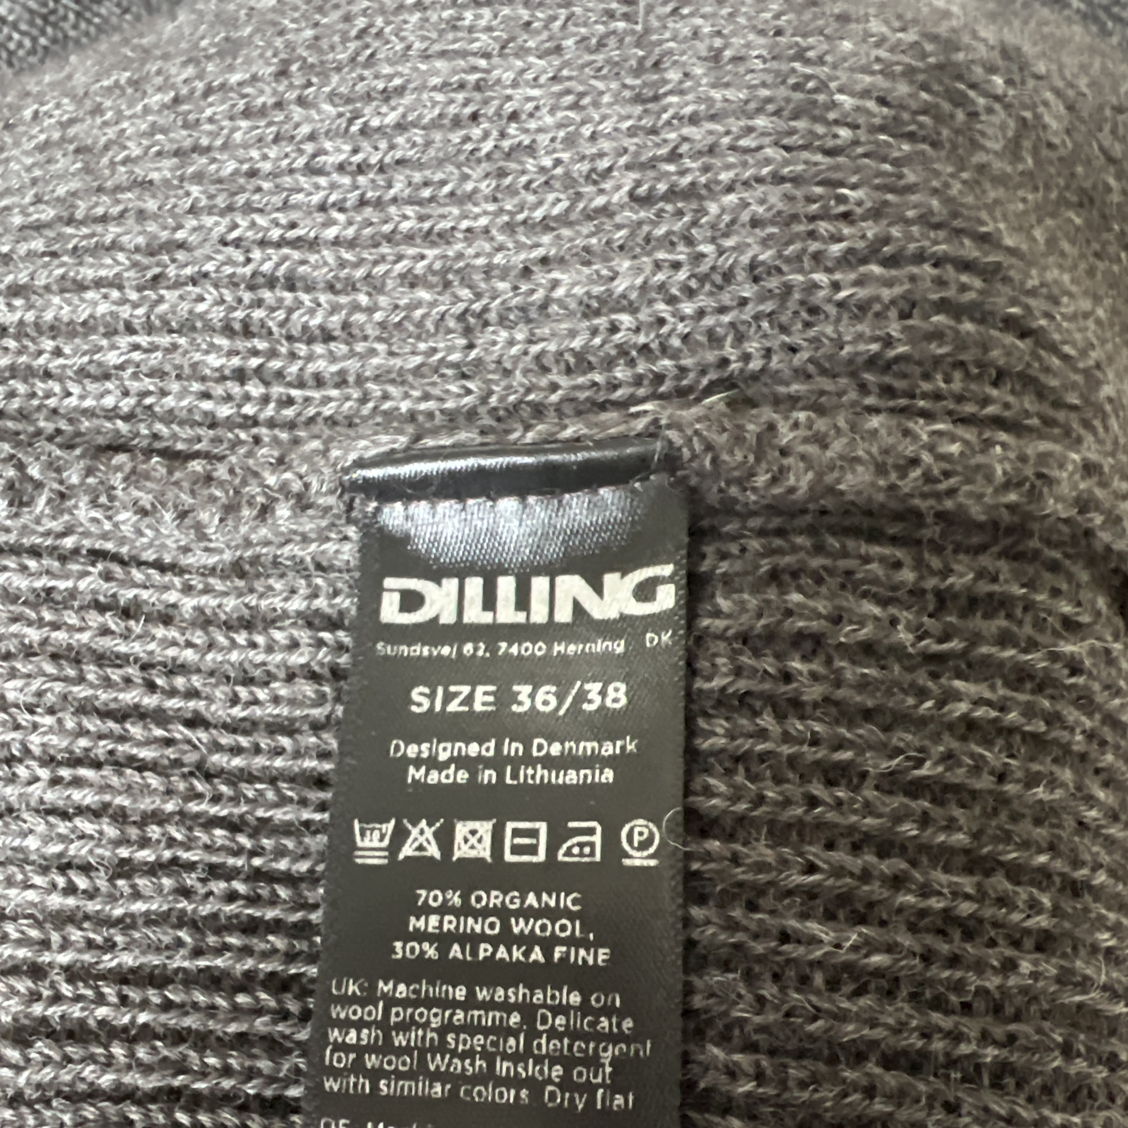 DILLING
Sundsvej 62, 7400 Herning, DK
SIZE 36/38
Designed in Denmark
Made in Lithuania
30°
P
70% ORGANIC
MERINO WOOL,
30% ALPAKA FINE
UK: Machine washable on
wool programme. Delicate
wash with special detergent
for wool Wash Inside out
with similar colors. Dry flat